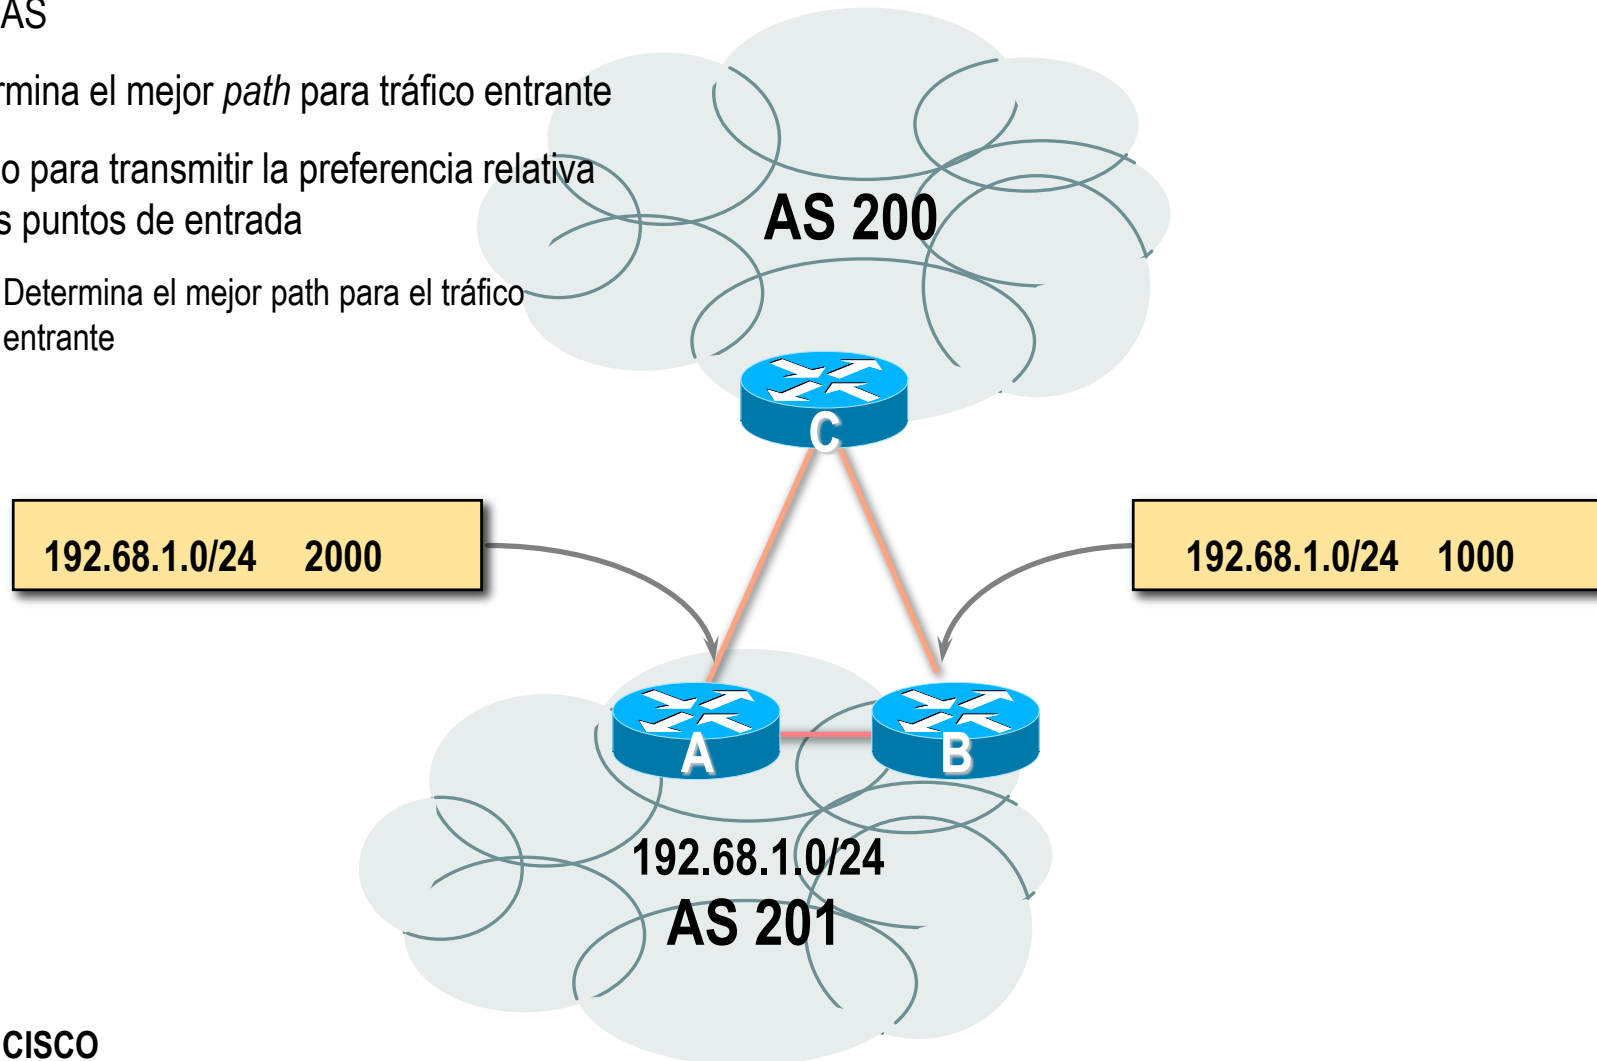 AS
rmina el mejor path para tráfico entrante
o para transmitir la preferencia relativa
s puntos de entrada
Determina el mejor path para el tráfico
entrante
AS 200
C
192.68.1.0/24 2000
192.68.1.0/24 1000
A
B
192.68.1.0/24
AS 201
CISCO